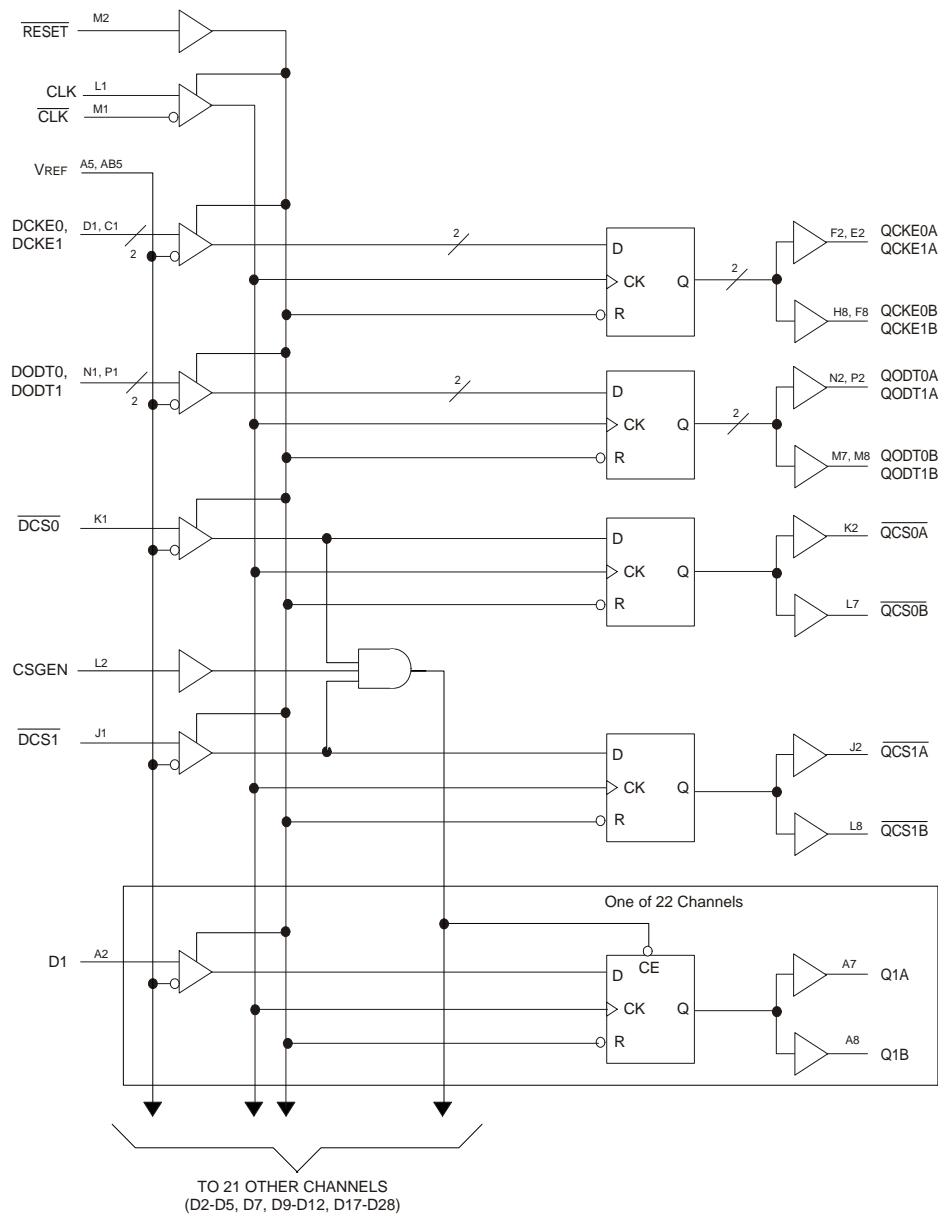 M2
RESET
CLK L1
CLK M1
VREF A5, AB5
DCKE0, D1, C1
DCKE1 2
2
D
CK Q
R
2
F2, E2 QCKE0A
QCKE1A
H8, F8 QCKE0B
QCKE1B
DODT0, N1, P1
DODT1 2
2
D
CK Q
R
2
N2, P2 QODT0A
QODT1A
M7, M8 QODT0B
QODT1B
DCS0 K1
D
CK Q
R
K2 QCS0A
L7 QCS0B
CSGEN L2
DCS1 J1
D
CK Q
R
J2 QCS1A
L8 QCS1B
One of 22 Channels
D1 A2
CE
D
CK Q
R
A7 Q1A
A8 Q1B
TO 21 OTHER CHANNELS
(D2-D5, D7, D9-D12, D17-D28)